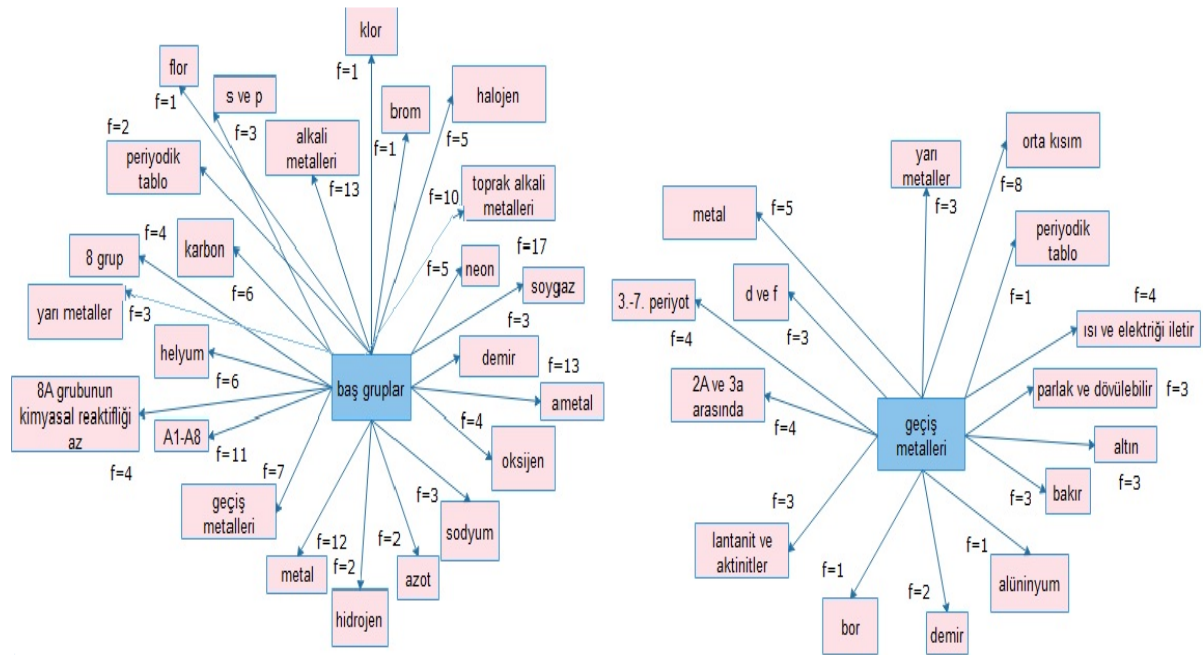 klor
f=1
flor
f=1
s ve p
f=3
brom
f=1
halojen
f=5
f=2
periyodik
tablo
alkali
metalleri
f=13
f=10
toprak alkali
metalleri
f=4
8 grup
karbon
f=6
f=5
neon
f=17
soygaz
yarı metaller
f=3
f=3
demir
helyum
f=6
baş gruplar
f=13
ametal
8A grubunun
kimyasal reaktifliği
az
f=4
A1-A8
f=11
f=4
oksijen
f=7
geçiş
metalleri
f=3
sodyum
f=12
metal
f=2
hidrojen
f=2
azot
yarı
metaller
f=3
orta kısım
f=8
metal
f=5
periyodik
tablo
f=1
3.-7. periyot
f=4
d ve f
f=3
f=4
ısı ve elektriği iletir
2A ve 3a
arasında
f=4
geçiş
metalleri
parlak ve dövülebilir
f=3
altın
f=3
bakır
f=3
f=3
lantanit ve
aktinitler
f=1
alüninyum
f=1
bor
f=2
demir